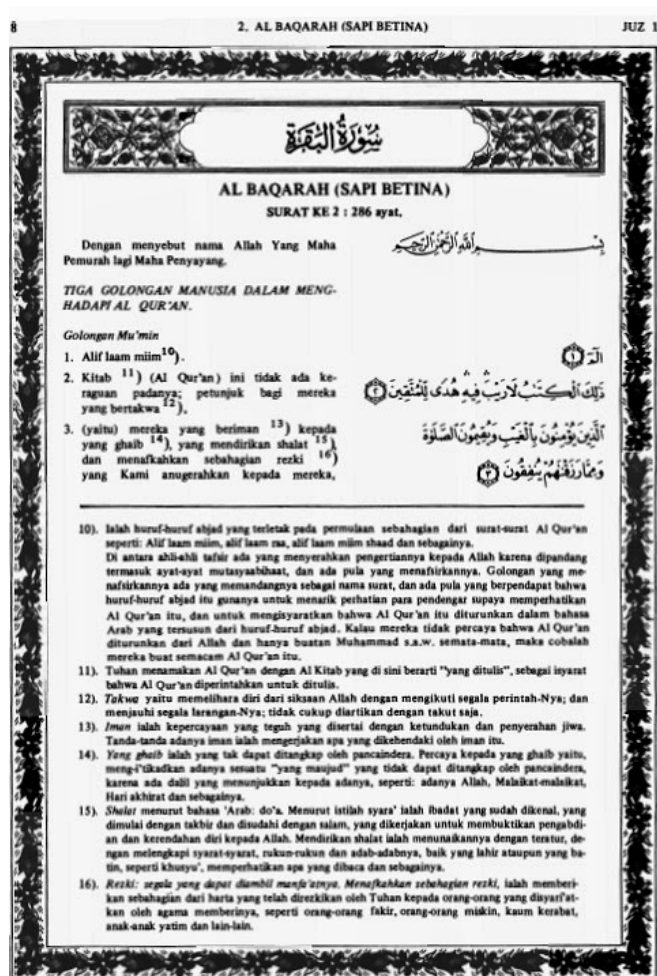 8 2. AL BAQARAH (SAPI BETINA) JUZ 1
سُورَةُ الْبَقَرَةِ
AL BAQARAH (SAPI BETINA)
SURAT KE 2 : 286 ayat.
Dengan menyebut nama Allah Yang Maha
Pemurah lagi Maha Penyayang.
بِسْمِ اللَّهِ الرَّحْمَٰنِ الرَّحِيمِ
TIGA GOLONGAN MANUSIA DALAM MENG-
HADAPI AL QUR'AN.
Golongan Mu'min
1. Alif laam miim10).
الٓمٓ ﴿١﴾
2. Kitab 11) (Al Qur'an) ini tidak ada ke-
raguan padanya; petunjuk bagi mereka
yang bertakwa 12),
ذَٰلِكَ الْكِتَٰبُ لَا رَيْبَ ۛ فِيهِ ۛ هُدًى لِّلْمُتَّقِينَ ﴿٢﴾
3. (yaitu) mereka yang beriman 13) kepada
yang ghaib 14), yang mendirikan shalat 15),
dan menafkahkan sebahagian rezki 16)
yang Kami anugerahkan kepada mereka,
الَّذِينَ يُؤْمِنُونَ بِالْغَيْبِ وَيُقِيمُونَ الصَّلَوٰةَ
وَمِمَّا رَزَقْنَٰهُمْ يُنفِقُونَ ﴿٣﴾
10). Ialah huruf-huruf abjad yang terletak pada permulaan sebahagian dari surat-surat Al Qur'an
seperti: Alif laam miim, alif laam raa, alif laam miim shaad dan sebagainya.
Di antara ahli-ahli tafsir ada yang menyerahkan pengertiannya kepada Allah karena dipandang
termasuk ayat-ayat mutasyaabihaat, dan ada pula yang menafsirkannya. Golongan yang me-
nafsirkannya ada yang memandangnya sebagai nama surat, dan ada pula yang berpendapat bahwa
huruf-huruf abjad itu gunanya untuk menarik perhatian para pendengar supaya memperhatikan
Al Qur'an itu, dan untuk mengisyaratkan bahwa Al Qur'an itu diturunkan dalam bahasa
Arab yang tersusun dari huruf-huruf abjad. Kalau mereka tidak percaya bahwa Al Qur'an
diturunkan dari Allah dan hanya buatan Muhammad s.a.w. semata-mata, maka cobalah
mereka buat semacam Al Qur'an itu.
11). Tuhan menamakan Al Qur'an dengan Al Kitab yang di sini berarti "yang ditulis", sebagai isyarat
bahwa Al Qur'an diperintahkan untuk ditulis.
12). Takwa yaitu memelihara diri dari siksaan Allah dengan mengikuti segala perintah-Nya; dan
menjauhi segala larangan-Nya; tidak cukup diartikan dengan takut saja.
13). Iman ialah kepercayaan yang teguh yang disertai dengan ketundukan dan penyerahan jiwa.
Tanda-tanda adanya iman ialah mengerjakan apa yang dikehendaki oleh iman itu.
14). Yang ghaib ialah yang tak dapat ditangkap oleh pancaindera. Percaya kepada yang ghaib yaitu,
meng-i'tikadkan adanya sesuatu "yang maujud" yang tidak dapat ditangkap oleh pancaindera,
karena ada dalil yang menunjukkan kepada adanya, seperti: adanya Allah, Malaikat-malaikat,
Hari akhirat dan sebagainya.
15). Shalat menurut bahasa 'Arab: do'a. Menurut istilah syara' ialah ibadat yang sudah dikenal, yang
dimulai dengan takbir dan disudahi dengan salam, yang dikerjakan untuk membuktikan pengabdi-
an dan kerendahan diri kepada Allah. Mendirikan shalat ialah menunaikannya dengan teratur, de-
ngan melengkapi syarat-syarat, rukun-rukun dan adab-adabnya, baik yang lahir ataupun yang ba-
tin, seperti khusyu', memperhatikan apa yang dibaca dan sebagainya.
16). Rezki: segala yang dapat diambil manfa'atnya. Menafkahkan sebahagian rezki, ialah memberi-
kan sebahagian dari harta yang telah direzkikan oleh Tuhan kepada orang-orang yang disyari'at-
kan oleh agama memberinya, seperti orang-orang fakir, orang-orang miskin, kaum kerabat,
anak-anak yatim dan lain-lain.